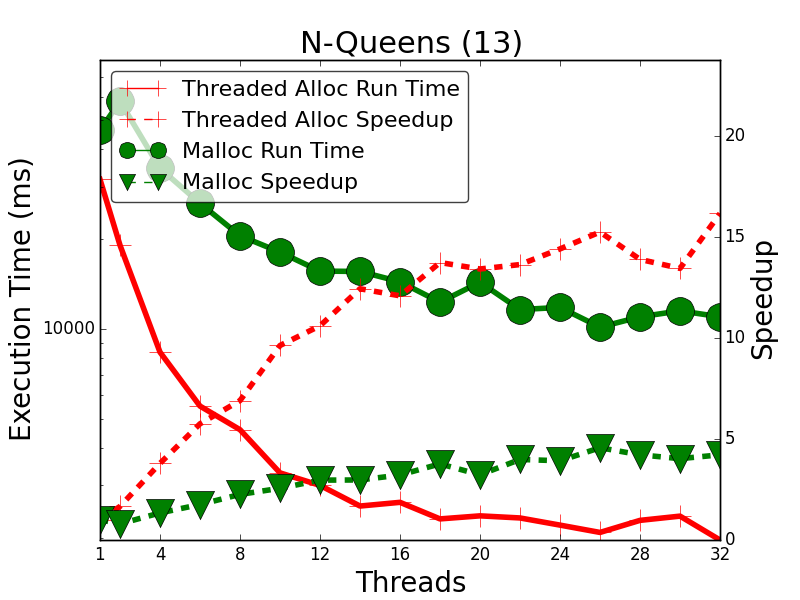 N-Queens (13)
Threaded Alloc Run Time
Threaded Alloc Speedup
Malloc Run Time
Malloc Speedup
Execution Time (ms)
10000
Speedup
20
15
10
5
0
1 4 8 12 16 20 24 28 32
Threads